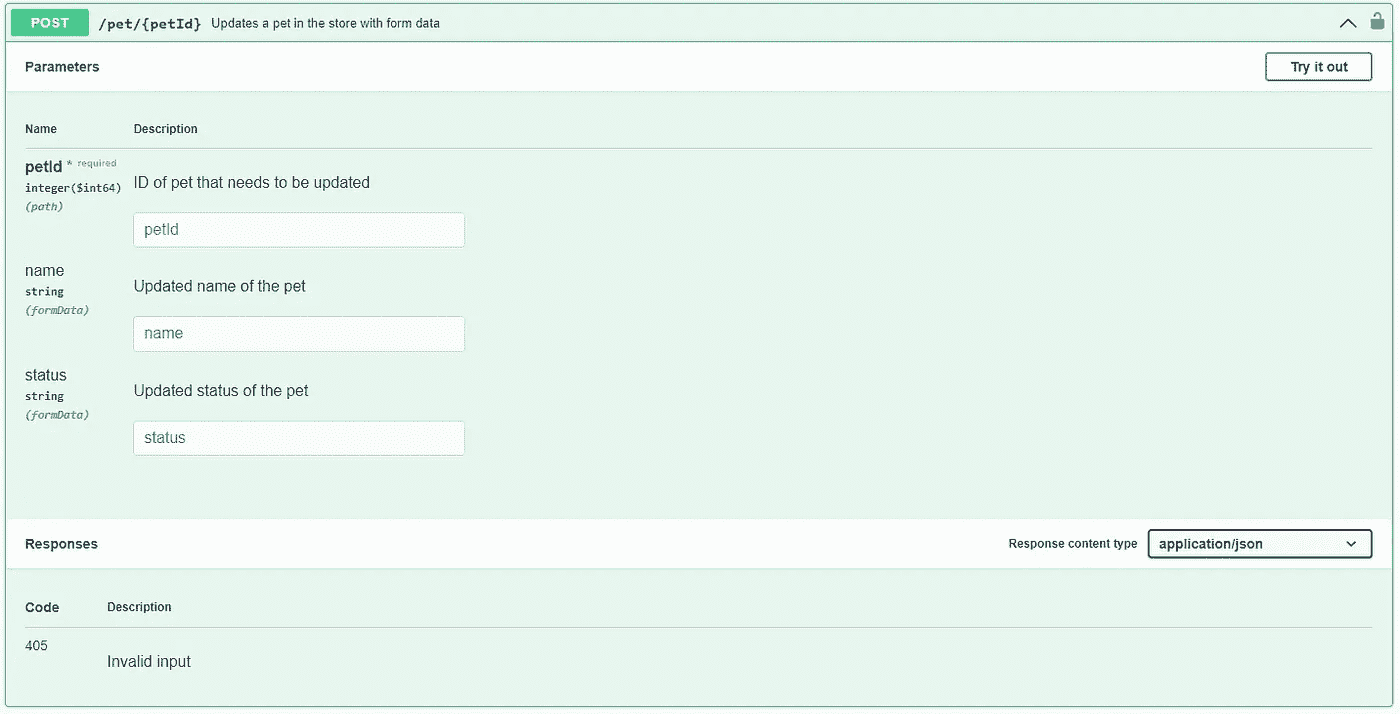 POST /pet/{petId} Updates a pet in the store with form data
Parameters
Try it out
Name Description
petId * required
integer($int64)
(path)
ID of pet that needs to be updated
petId
name
string
(formData)
Updated name of the pet
name
status
string
(formData)
Updated status of the pet
status
Responses
Response content type application/json
Code Description
405
Invalid input